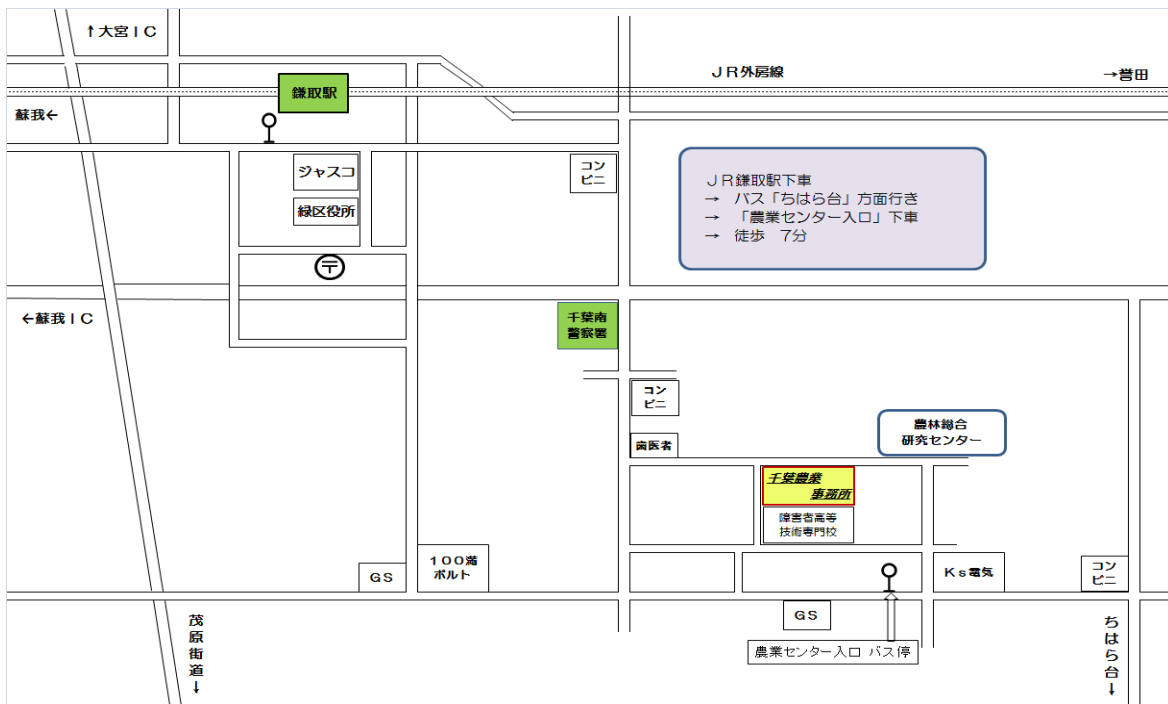 ↑大宮ＩＣ
ＪＲ外房線
→誉田
鎌取駅
蘇我←
コン
ビニ
ジャスコ
緑区役所
ＪＲ鎌取駅下車
→　バス「ちはら台」方面行き
→　「農業センター入口」下車
→　徒歩　7分
〒
←蘇我ＩＣ
千葉南
警察署
コン
ビニ
歯医者
農林総合
研究センター
千葉農業
事務所
障害者高等
技術専門校
１００満
ボルト
ＧＳ
Ｋｓ電気
コン
ビニ
ＧＳ
農業センター入口 バス停
茂原街道↓
ちはら台↓